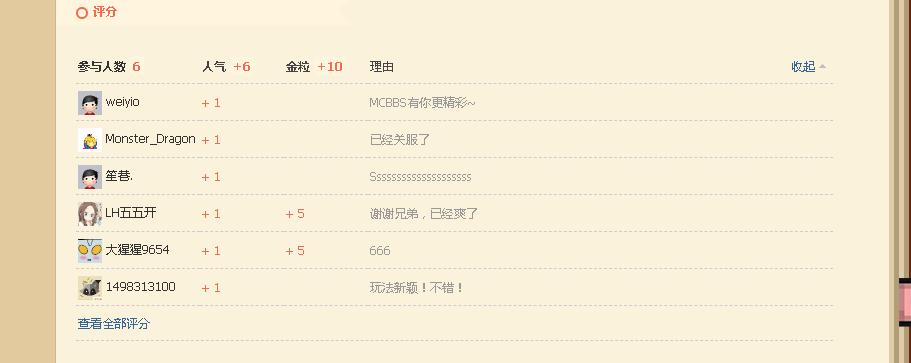 评分
参与人数 6 人气 +6 金粒 +10 理由 收起
weiyio + 1 MCBBS有你更精彩~
Monster_Dragon + 1 已经关服了
笙巷. + 1 Sssssssssssssssssssss
LH五五开 + 1 + 5 谢谢兄弟，已经爽了
大猩猩9654 + 1 + 5 666
1498313100 + 1 玩法新颖！不错！
查看全部评分